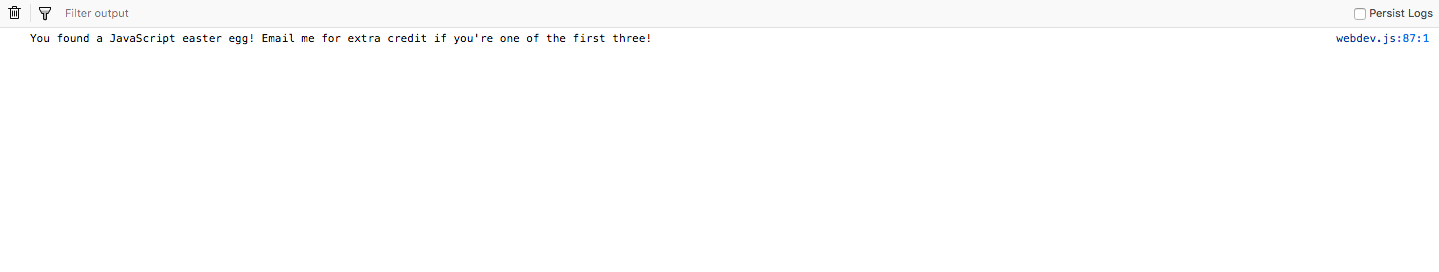 Filter output Persist Logs
You found a JavaScript easter egg! Email me for extra credit if you're one of the first three! webdev.js:87:1